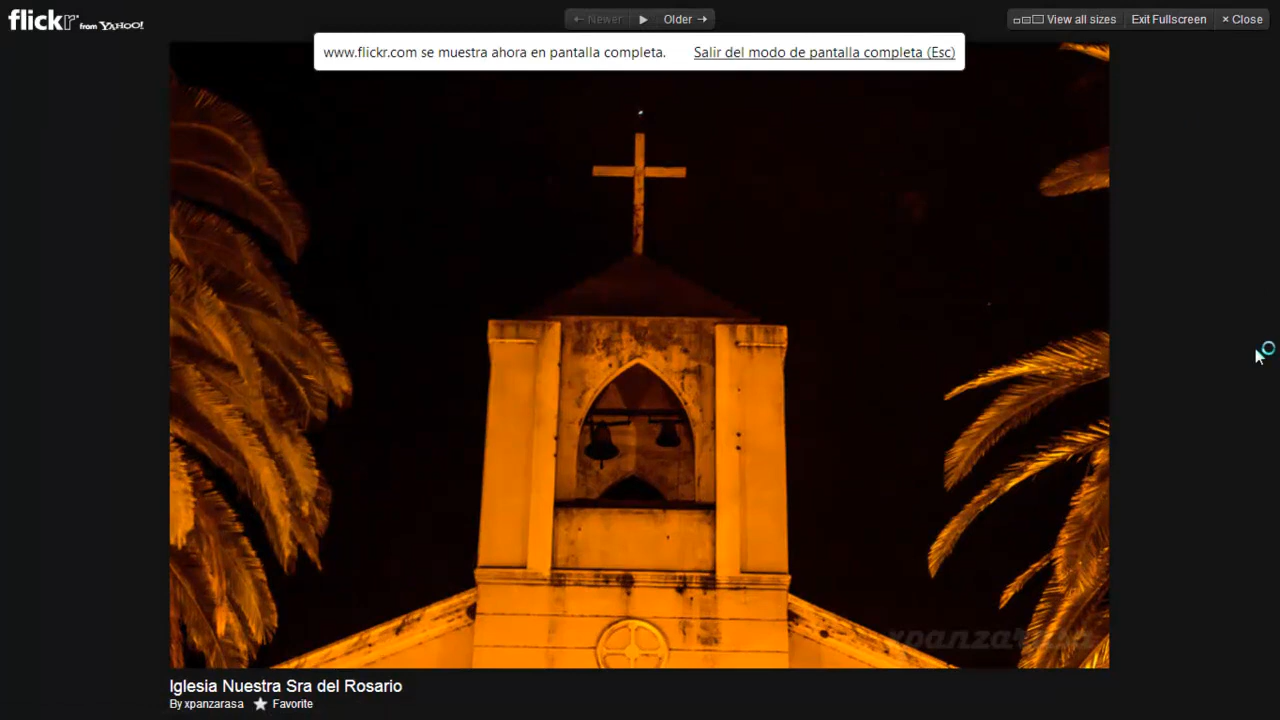 flickr from YAHOO!
← Newer
Older →
View all sizes
Exit Fullscreen
× Close
www.flickr.com se muestra ahora en pantalla completa.
Salir del modo de pantalla completa (Esc)
xpanzarasa
Iglesia Nuestra Sra del Rosario
By xpanzarasa ★ Favorite